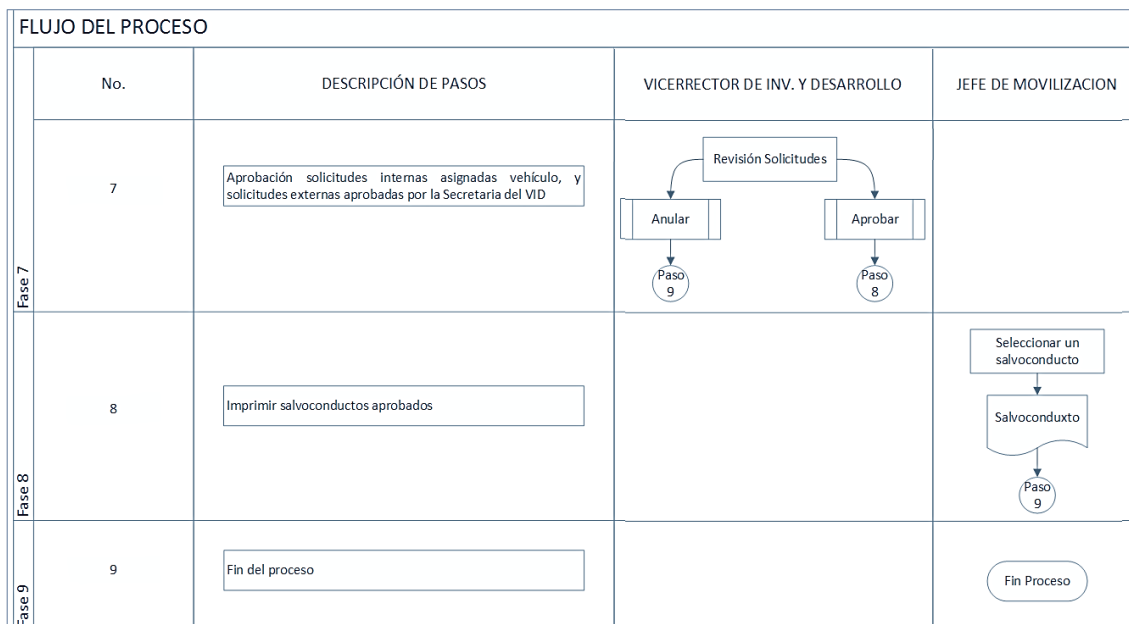 FLUJO DEL PROCESO
No.
DESCRIPCIÓN DE PASOS
VICERRECTOR DE INV. Y DESARROLLO
JEFE DE MOVILIZACION
Fase 7
7
Aprobación solicitudes internas asignadas vehículo, y
solicitudes externas aprobadas por la Secretaria del VID
Revisión Solicitudes
Anular
Aprobar
Paso
9
Paso
8
Fase 8
8
Imprimir salvoconductos aprobados
Seleccionar un
salvoconducto
Salvoconduxto
Paso
9
Fase 9
9
Fin del proceso
Fin Proceso